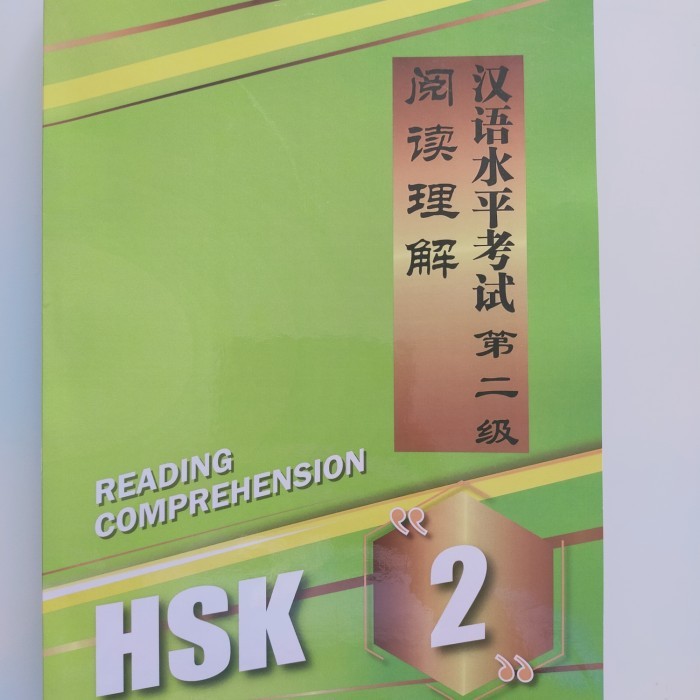 汉语水平考试 第二级
阅读理解
READING
COMPREHENSION
HSK “2”